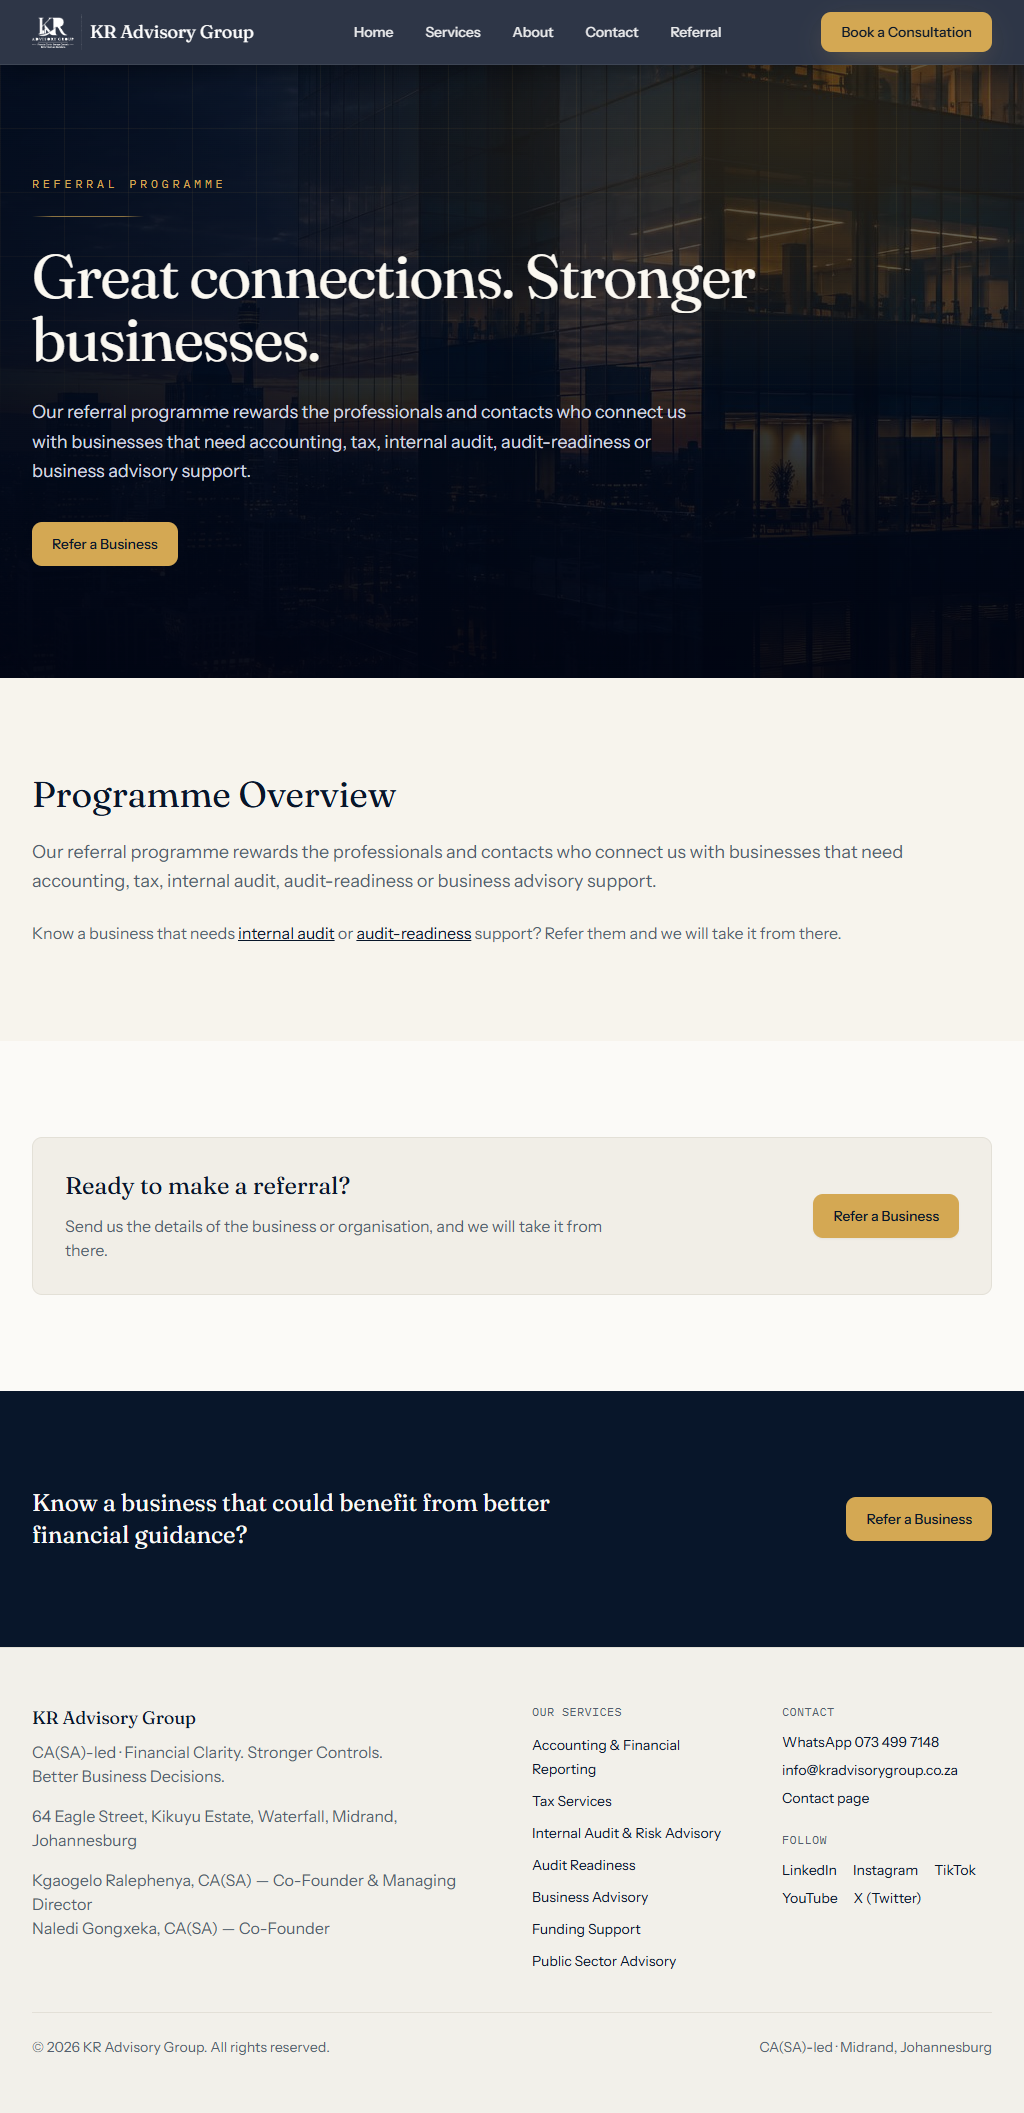 KR
ADVISORY GROUP
KR Advisory Group
Home
Services
About
Contact
Referral
Book a Consultation
REFERRAL PROGRAMME
Great connections. Stronger
businesses.
Our referral programme rewards the professionals and contacts who connect us
with businesses that need accounting, tax, internal audit, audit-readiness or
business advisory support.
Refer a Business
Programme Overview
Our referral programme rewards the professionals and contacts who connect us with businesses that need
accounting, tax, internal audit, audit-readiness or business advisory support.
Know a business that needs internal audit or audit-readiness support? Refer them and we will take it from there.
Ready to make a referral?
Send us the details of the business or organisation, and we will take it from
there.
Refer a Business
Know a business that could benefit from better
financial guidance?
Refer a Business
KR Advisory Group
CA(SA)-led · Financial Clarity. Stronger Controls.
Better Business Decisions.
64 Eagle Street, Kikuyu Estate, Waterfall, Midrand,
Johannesburg
Kgaogelo Ralephenya, CA(SA) — Co-Founder & Managing
Director
Naledi Gongxeka, CA(SA) — Co-Founder
OUR SERVICES
Accounting & Financial
Reporting
Tax Services
Internal Audit & Risk Advisory
Audit Readiness
Business Advisory
Funding Support
Public Sector Advisory
CONTACT
WhatsApp 073 499 7148
info@kradvisorygroup.co.za
Contact page
FOLLOW
LinkedIn Instagram TikTok
YouTube X (Twitter)
© 2026 KR Advisory Group. All rights reserved.
CA(SA)-led · Midrand, Johannesburg